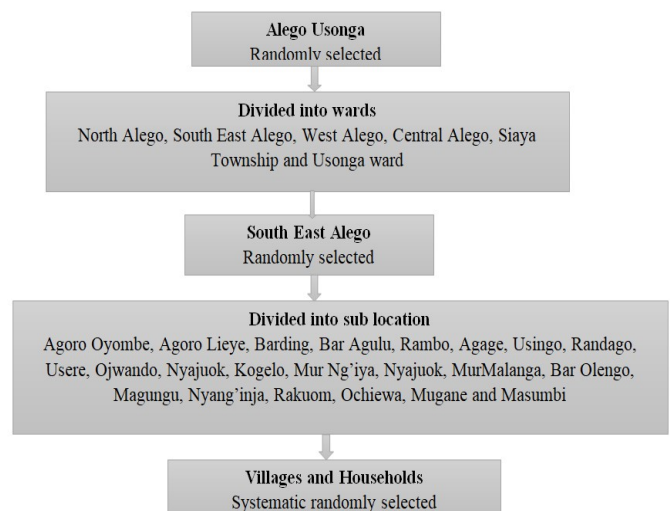 Alego Usonga
Randomly selected
Divided into wards
North Alego, South East Alego, West Alego, Central Alego, Siaya
Township and Usonga ward
South East Alego
Randomly selected
Divided into sub location
Agoro Oyombe, Agoro Lieye, Barding, Bar Agulu, Rambo, Agage, Usingo, Randago,
Usere, Ojwando, Nyajuok, Kogelo, Mur Ng’iya, Nyajuok, MurMalanga, Bar Olengo,
Magungu, Nyang’inja, Rakuom, Ochiewa, Mugane and Masumbi
Villages and Households
Systematic randomly selected